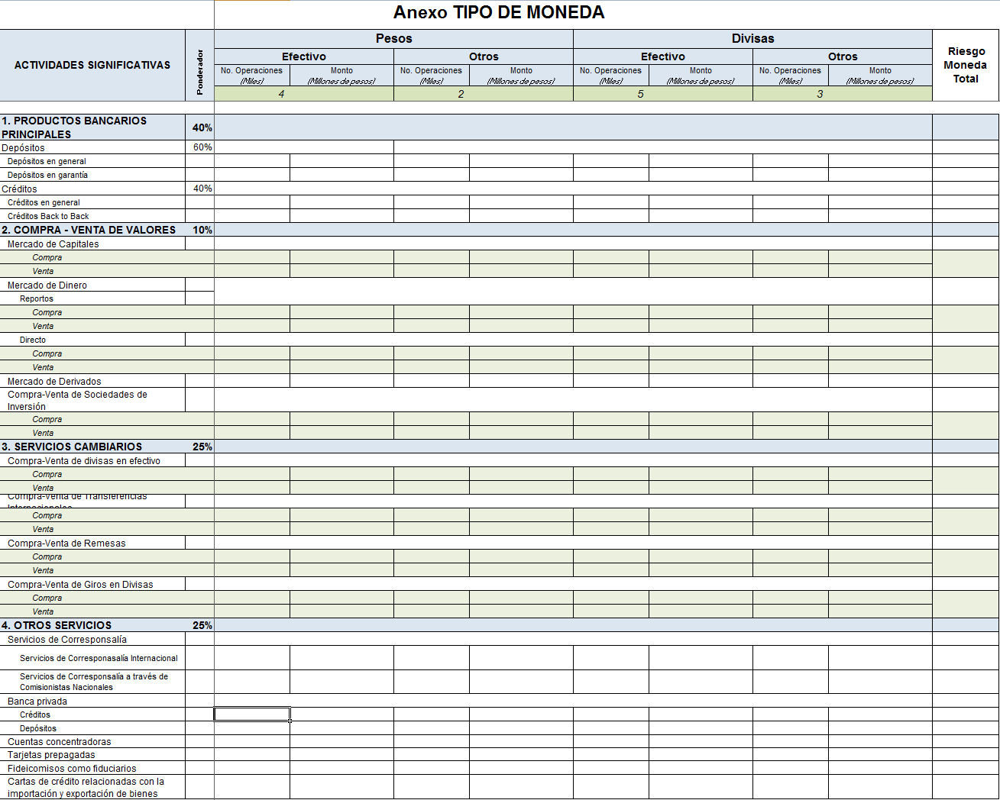 Anexo TIPO DE MONEDA
ACTIVIDADES SIGNIFICATIVAS
Ponderador
Pesos
Divisas
Riesgo
Moneda
Total
Efectivo
Otros
Efectivo
Otros
No. Operaciones
(Miles)
Monto
(Millones de pesos)
No. Operaciones
(Miles)
Monto
(Millones de pesos)
No. Operaciones
(Miles)
Monto
(Millones de pesos)
No. Operaciones
(Miles)
Monto
(Millones de pesos)
4
2
5
3
1. PRODUCTOS BANCARIOS
PRINCIPALES
40%
Depósitos 60%
Depósitos en general
Depósitos en garantía
Créditos 40%
Créditos en general
Créditos Back to Back
2. COMPRA - VENTA DE VALORES 10%
Mercado de Capitales
Compra
Venta
Mercado de Dinero
Reportos
Compra
Venta
Directo
Compra
Venta
Mercado de Derivados
Compra-Venta de Sociedades de
Inversión
Compra
Venta
3. SERVICIOS CAMBIARIOS 25%
Compra-Venta de divisas en efectivo
Compra
Venta
Compra-Venta de Transferencias
Internacionales
Compra
Venta
Compra-Venta de Remesas
Compra
Venta
Compra-Venta de Giros en Divisas
Compra
Venta
4. OTROS SERVICIOS 25%
Servicios de Corresponsalía
Servicios de Corresponasalía Internacional
Servicios de Corresponsalía a través de
Comisionistas Nacionales
Banca privada
Créditos
Depósitos
Cuentas concentradoras
Tarjetas prepagadas
Fideicomisos como fiduciarios
Cartas de crédito relacionadas con la
importación y exportación de bienes